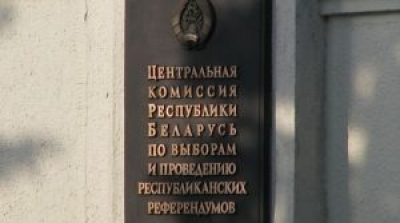 Центральная
комиссия
Республики
Беларусь
по выборам
и проведению
республиканских
референдумов